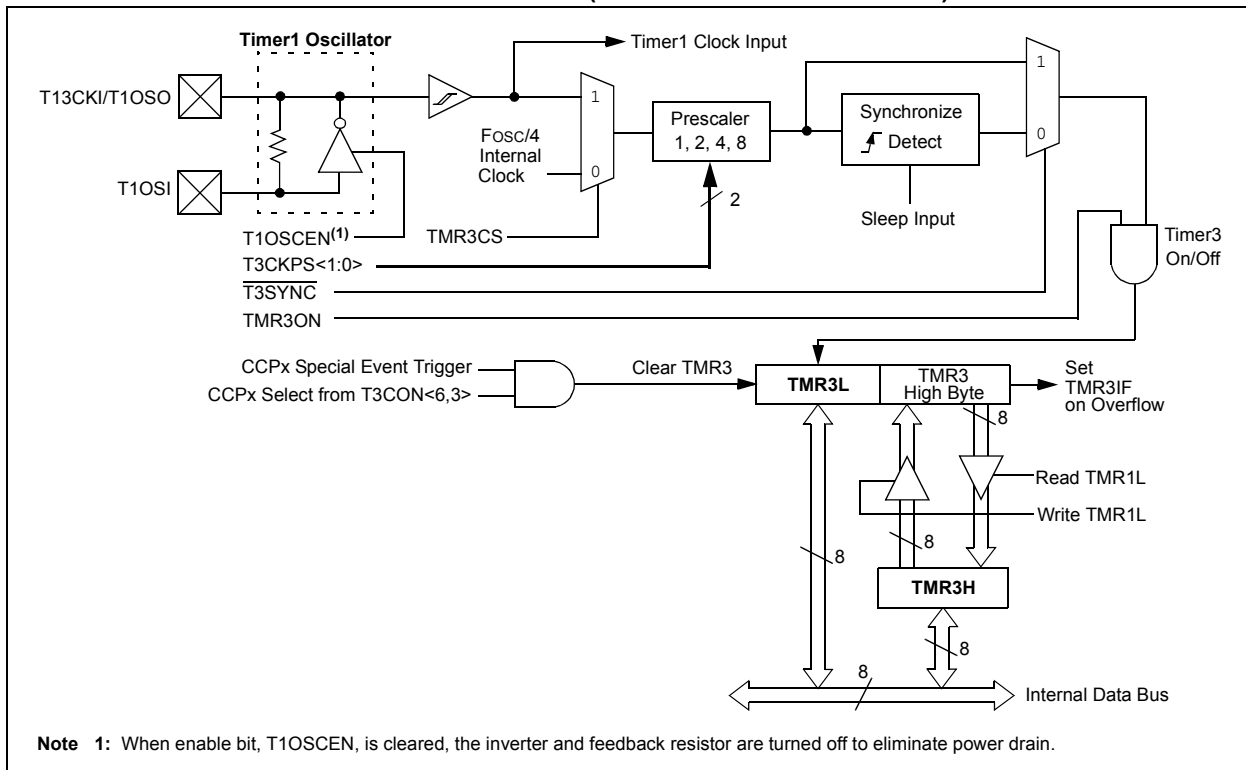 Timer1 Oscillator
Timer1 Clock Input
T13CKI/T1OSO
T1OSI
1
0
FOSC/4
Internal
Clock
Prescaler
1, 2, 4, 8
2
Synchronize
Detect
Sleep Input
1
0
T1OSCEN(1)
TMR3CS
T3CKPS<1:0>
T3SYNC
TMR3ON
Timer3
On/Off
CCPx Special Event Trigger
CCPx Select from T3CON<6,3>
Clear TMR3
TMR3L
TMR3
High Byte
Set
TMR3IF
on Overflow
8
Read TMR1L
Write TMR1L
8
8
TMR3H
8
8
Internal Data Bus
Note 1: When enable bit, T1OSCEN, is cleared, the inverter and feedback resistor are turned off to eliminate power drain.